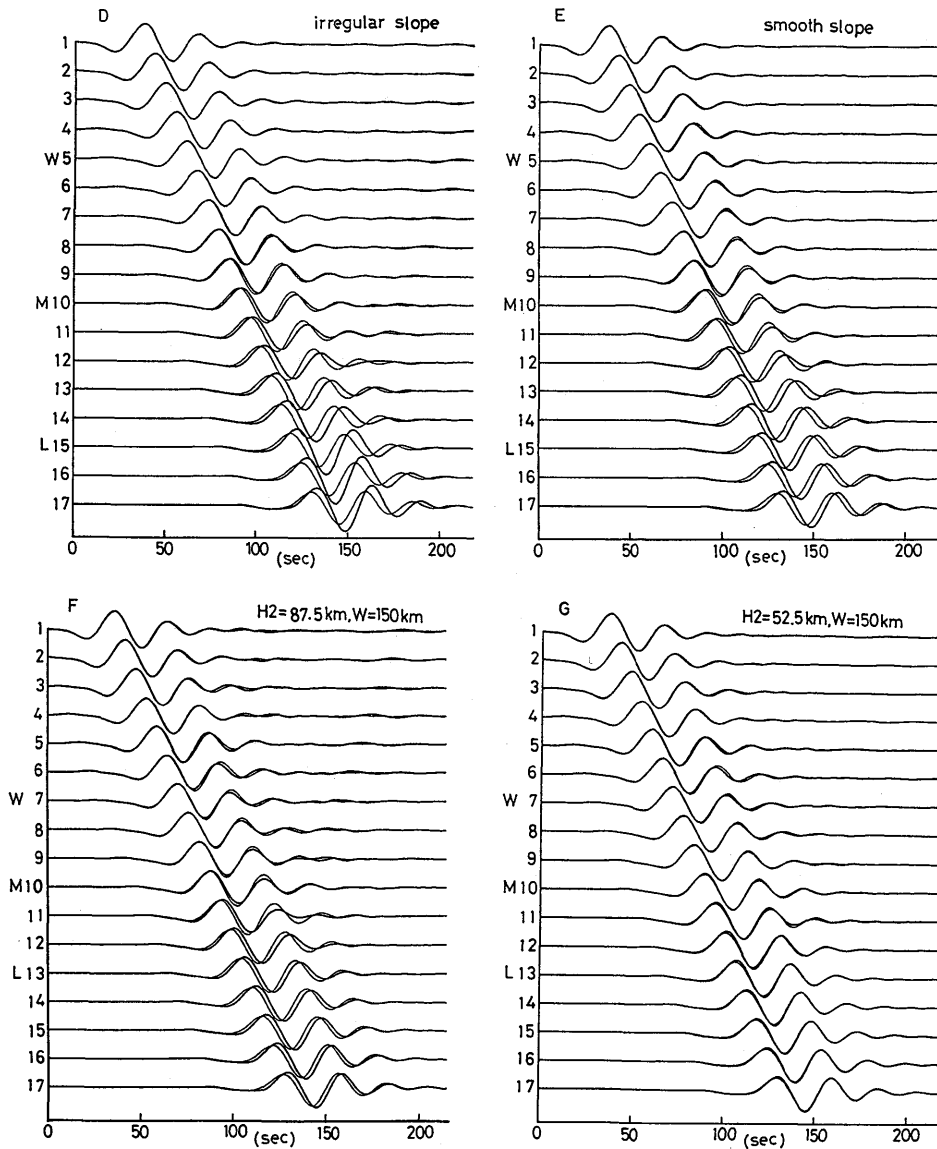 D irregular slope
1
2
3
4
W 5
6
7
8
9
M10
11
12
13
14
L15
16
17
0 50 100 150 200
(sec)
E smooth slope
1
2
3
4
W 5
6
7
8
9
M10
11
12
13
14
L15
16
17
0 50 100 150 200
(sec)
F H2=87.5km,W=150km
1
2
3
4
5
6
W 7
8
9
M10
11
12
L13
14
15
16
17
0 50 100 150 200
(sec)
G H2=52.5km,W=150km
1
2
3
4
5
6
W 7
8
9
M10
11
12
L13
14
15
16
17
0 50 100 150 200
(sec)